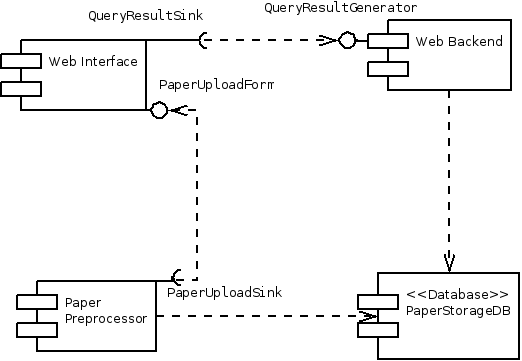 QueryResultSink
QueryResultGenerator
Web Interface
Web Backend
PaperUploadForm
PaperUploadSink
Paper
Preprocessor
<<Database>>
PaperStorageDB